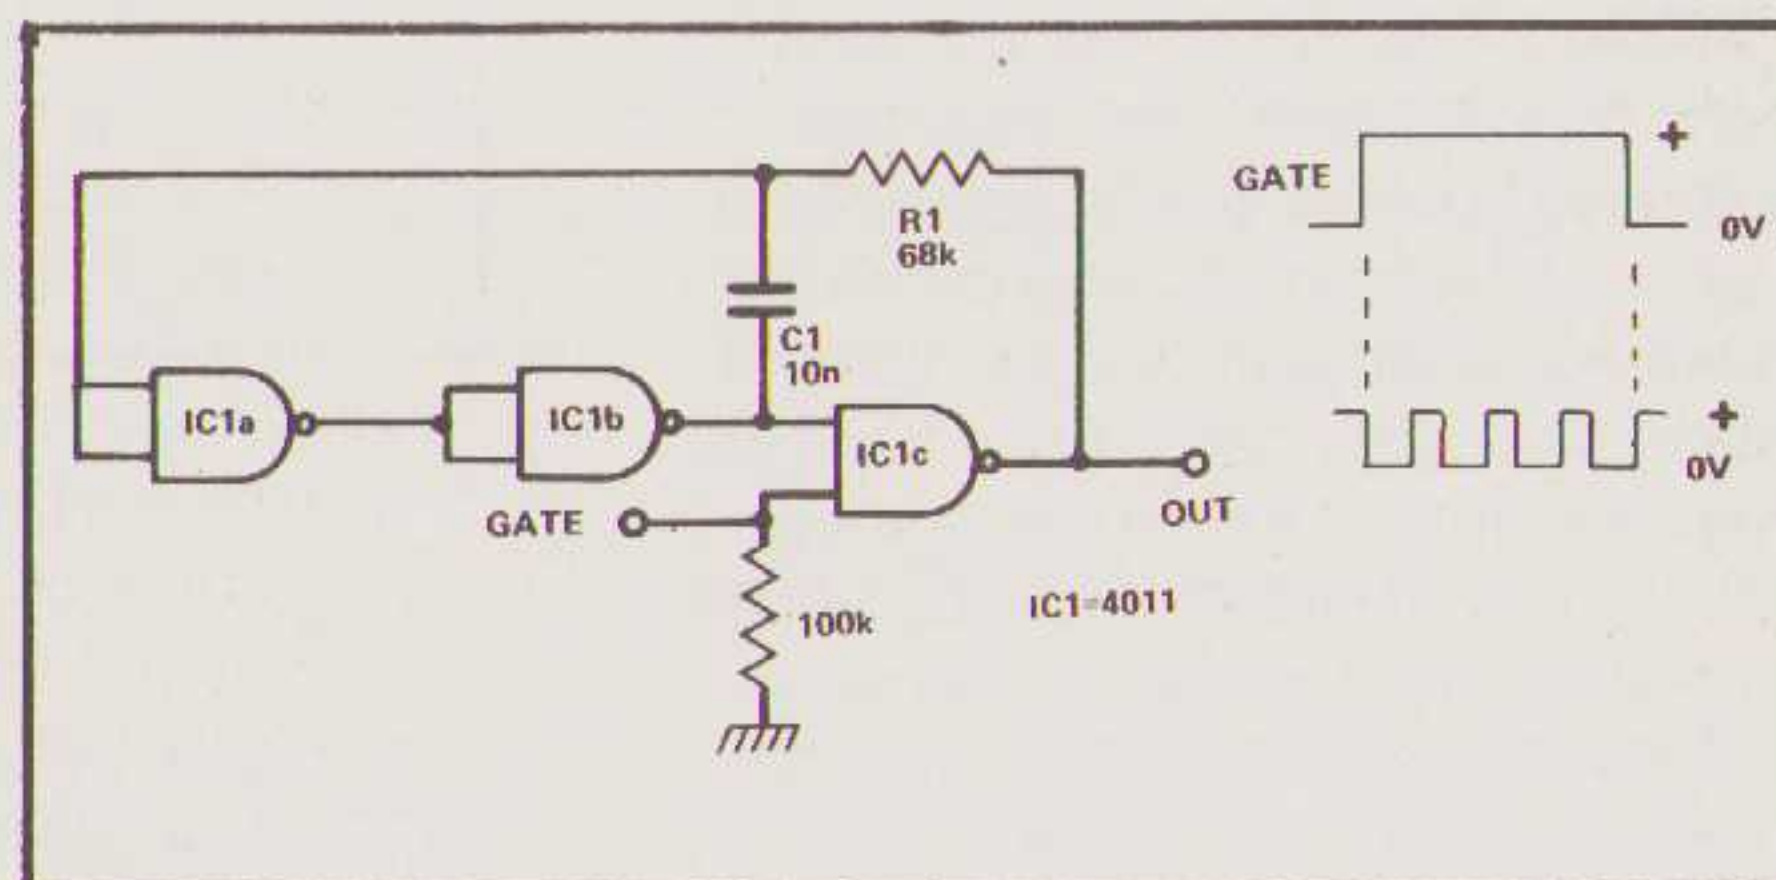 R1
68k
C1
10n
IC1a
IC1b
IC1c
GATE
OUT
100k
IC1=4011
GATE
+
0V
+
0V